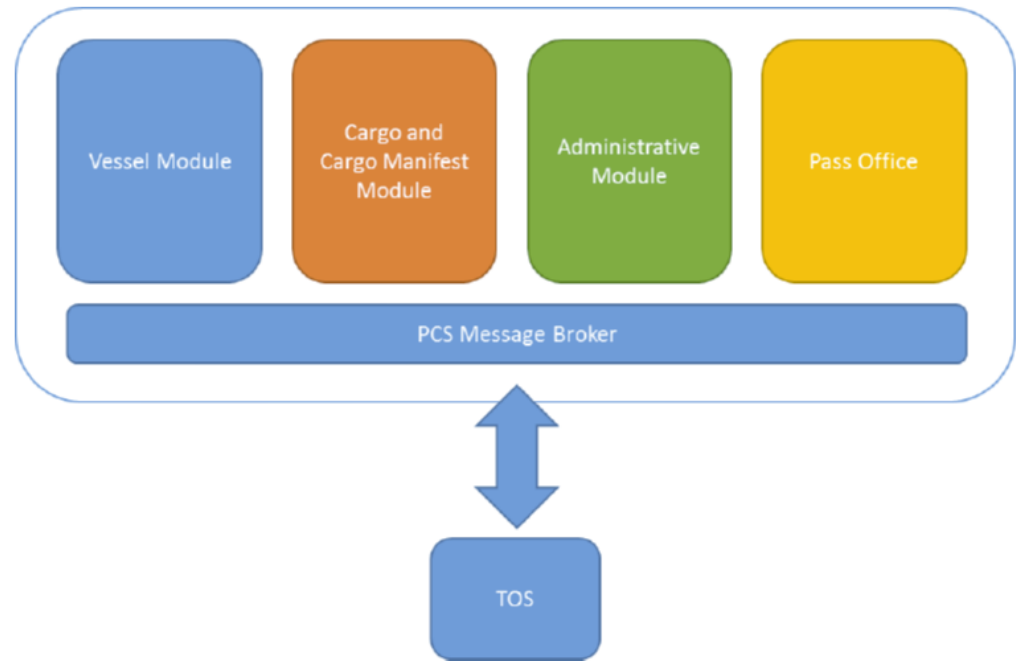 Vessel Module
Cargo and
Cargo Manifest
Module
Administrative
Module
Pass Office
PCS Message Broker
TOS